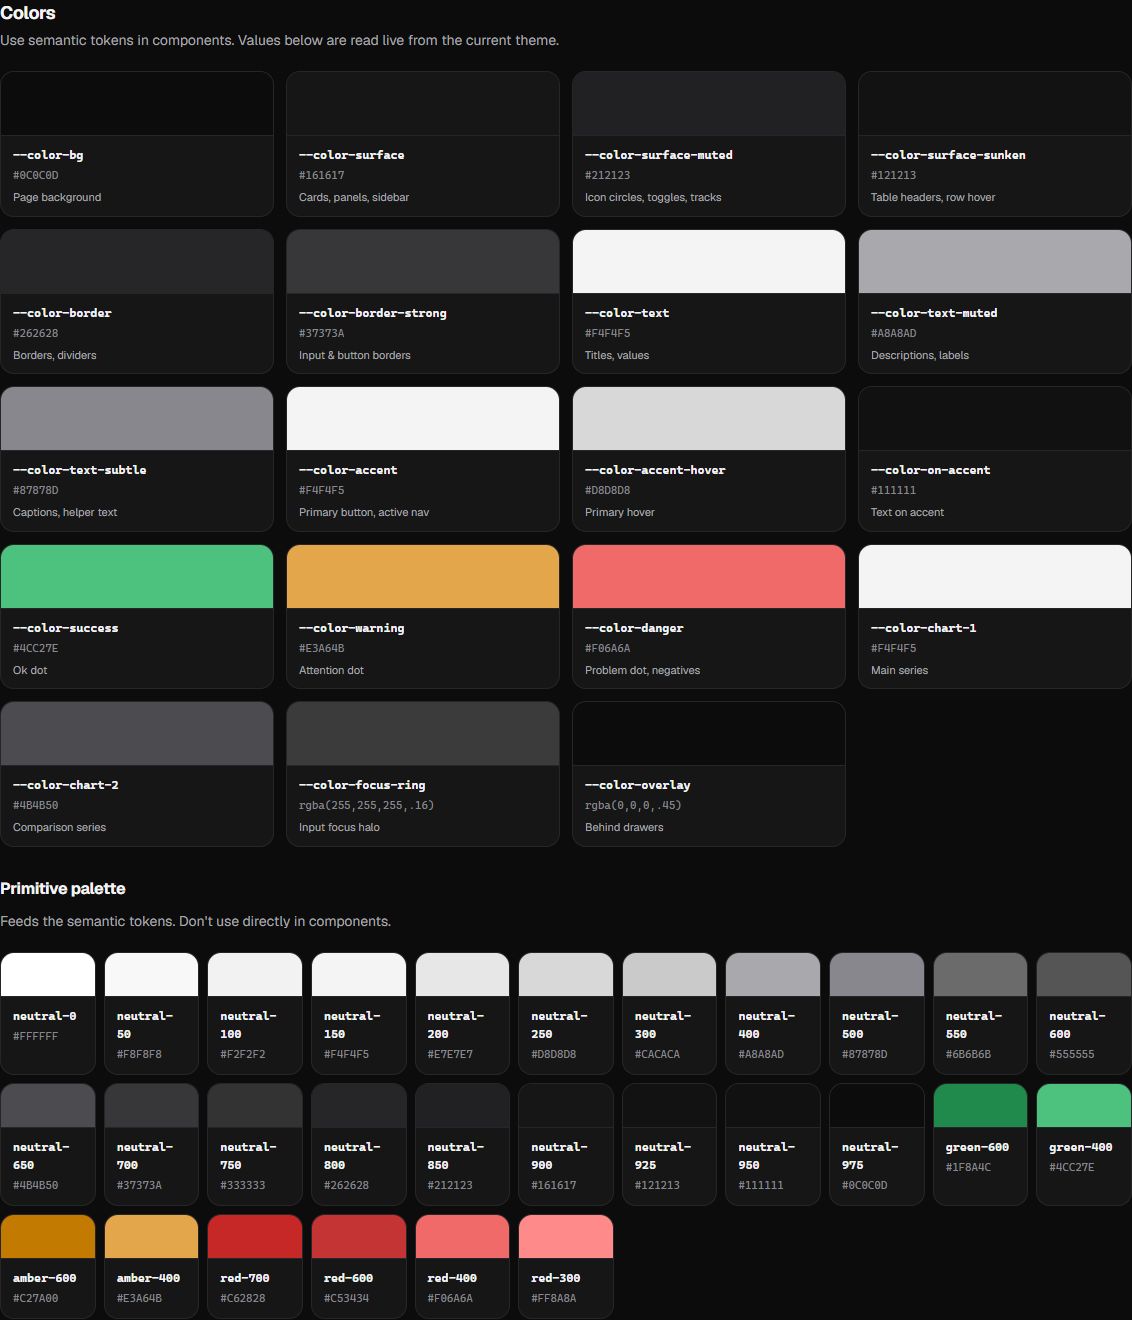 Colors
Use semantic tokens in components. Values below are read live from the current theme.
--color-bg
#0C0C0D
Page background
--color-surface
#161617
Cards, panels, sidebar
--color-surface-muted
#212123
Icon circles, toggles, tracks
--color-surface-sunken
#121213
Table headers, row hover
--color-border
#262628
Borders, dividers
--color-border-strong
#37373A
Input & button borders
--color-text
#F4F4F5
Titles, values
--color-text-muted
#A8A8AD
Descriptions, labels
--color-text-subtle
#87878D
Captions, helper text
--color-accent
#F4F4F5
Primary button, active nav
--color-accent-hover
#D8D8D8
Primary hover
--color-on-accent
#111111
Text on accent
--color-success
#4CC27E
Ok dot
--color-warning
#E3A64B
Attention dot
--color-danger
#F06A6A
Problem dot, negatives
--color-chart-1
#F4F4F5
Main series
--color-chart-2
#4B4B50
Comparison series
--color-focus-ring
rgba(255,255,255,.16)
Input focus halo
--color-overlay
rgba(0,0,0,.45)
Behind drawers
Primitive palette
Feeds the semantic tokens. Don't use directly in components.
neutral-0
#FFFFFF
neutral-
50
#F8F8F8
neutral-
100
#F2F2F2
neutral-
150
#F4F4F5
neutral-
200
#E7E7E7
neutral-
250
#D8D8D8
neutral-
300
#CACACA
neutral-
400
#A8A8AD
neutral-
500
#87878D
neutral-
550
#6B6B6B
neutral-
600
#555555
neutral-
650
#4B4B50
neutral-
700
#37373A
neutral-
750
#333333
neutral-
800
#262628
neutral-
850
#212123
neutral-
900
#161617
neutral-
925
#121213
neutral-
950
#111111
neutral-
975
#0C0C0D
green-600
#1F8A4C
green-400
#4CC27E
amber-600
#C27A00
amber-400
#E3A64B
red-700
#C62828
red-600
#C53434
red-400
#F06A6A
red-300
#FF8A8A